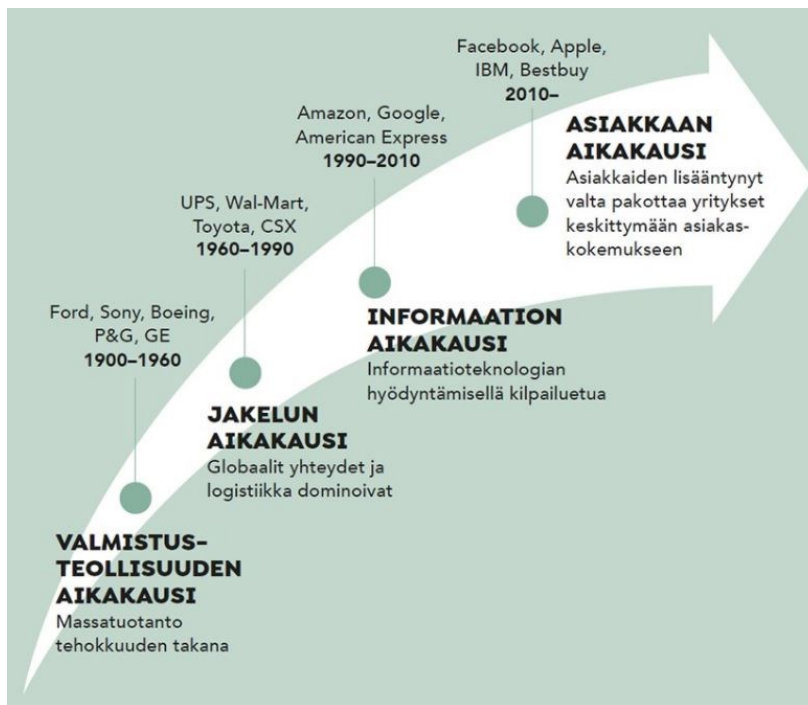 Facebook, Apple,
IBM, Bestbuy
2010–
ASIAKKAAN
AIKAKAUSI
Asiakkaiden lisääntynyt
valta pakottaa yritykset
keskittymään asiakas-
kokemukseen
Amazon, Google,
American Express
1990–2010
INFORMAATION
AIKAKAUSI
Informaatioteknologian
hyödyntämisellä kilpailuetua
UPS, Wal-Mart,
Toyota, CSX
1960–1990
JAKELUN
AIKAKAUSI
Globaalit yhteydet ja
logistiikka dominoivat
Ford, Sony, Boeing,
P&G, GE
1900–1960
VALMISTUS-
TEOLLISUUDEN
AIKAKAUSI
Massatuotanto
tehokkuuden takana